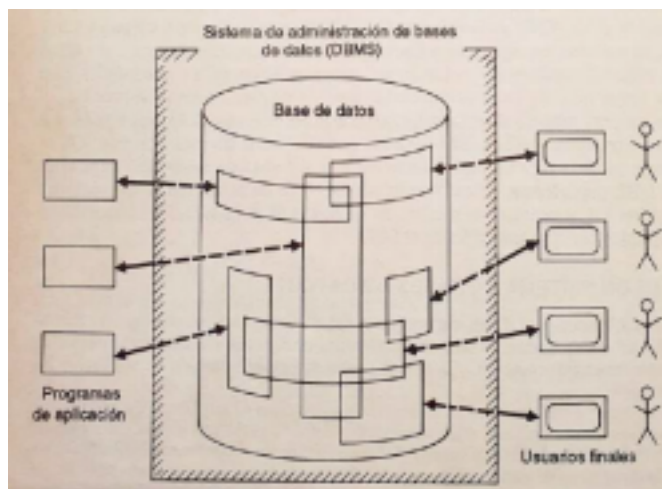 Sistema de administración de bases
de datos (DBMS)
Base de datos
Programas
de aplicación
Usuarios finales